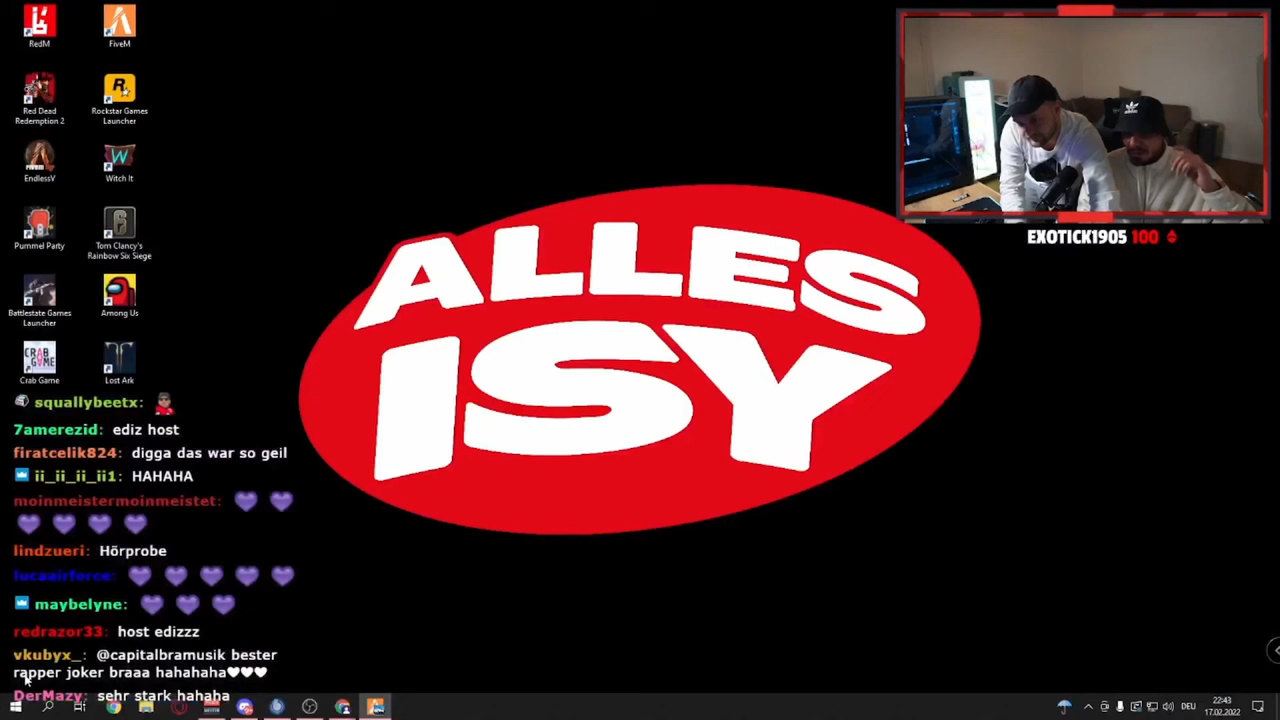 RedM
FiveM
Red Dead
Redemption 2
Rockstar Games
Launcher
EndlessV
Witch It
Pummel Party
Tom Clancy's
Rainbow Six Siege
Battlestate Games
Launcher
Among Us
CRAB
GAME
Crab Game
Lost Ark
ALLES
ISY
EXOTICK1905 100
squallybeetx:
7amerezid: ediz host
firatcelik824: digga das war so geil
ii_ii_ii_ii1: HAHAHA
moinmeistermoinmeistet: 💜 💜
💜 💜 💜 💜
lindzueri: Hörprobe
lucaairforce: 💜 💜 💜 💜 💜
maybelyne: 💜 💜 💜
redrazor33: host edizzz
vkubyx_: @capitalbramusik bester
rapper joker braaa hahahaha♥♥♥
DerMazy: sehr stark hahaha
DEU
22:43
17.02.2022